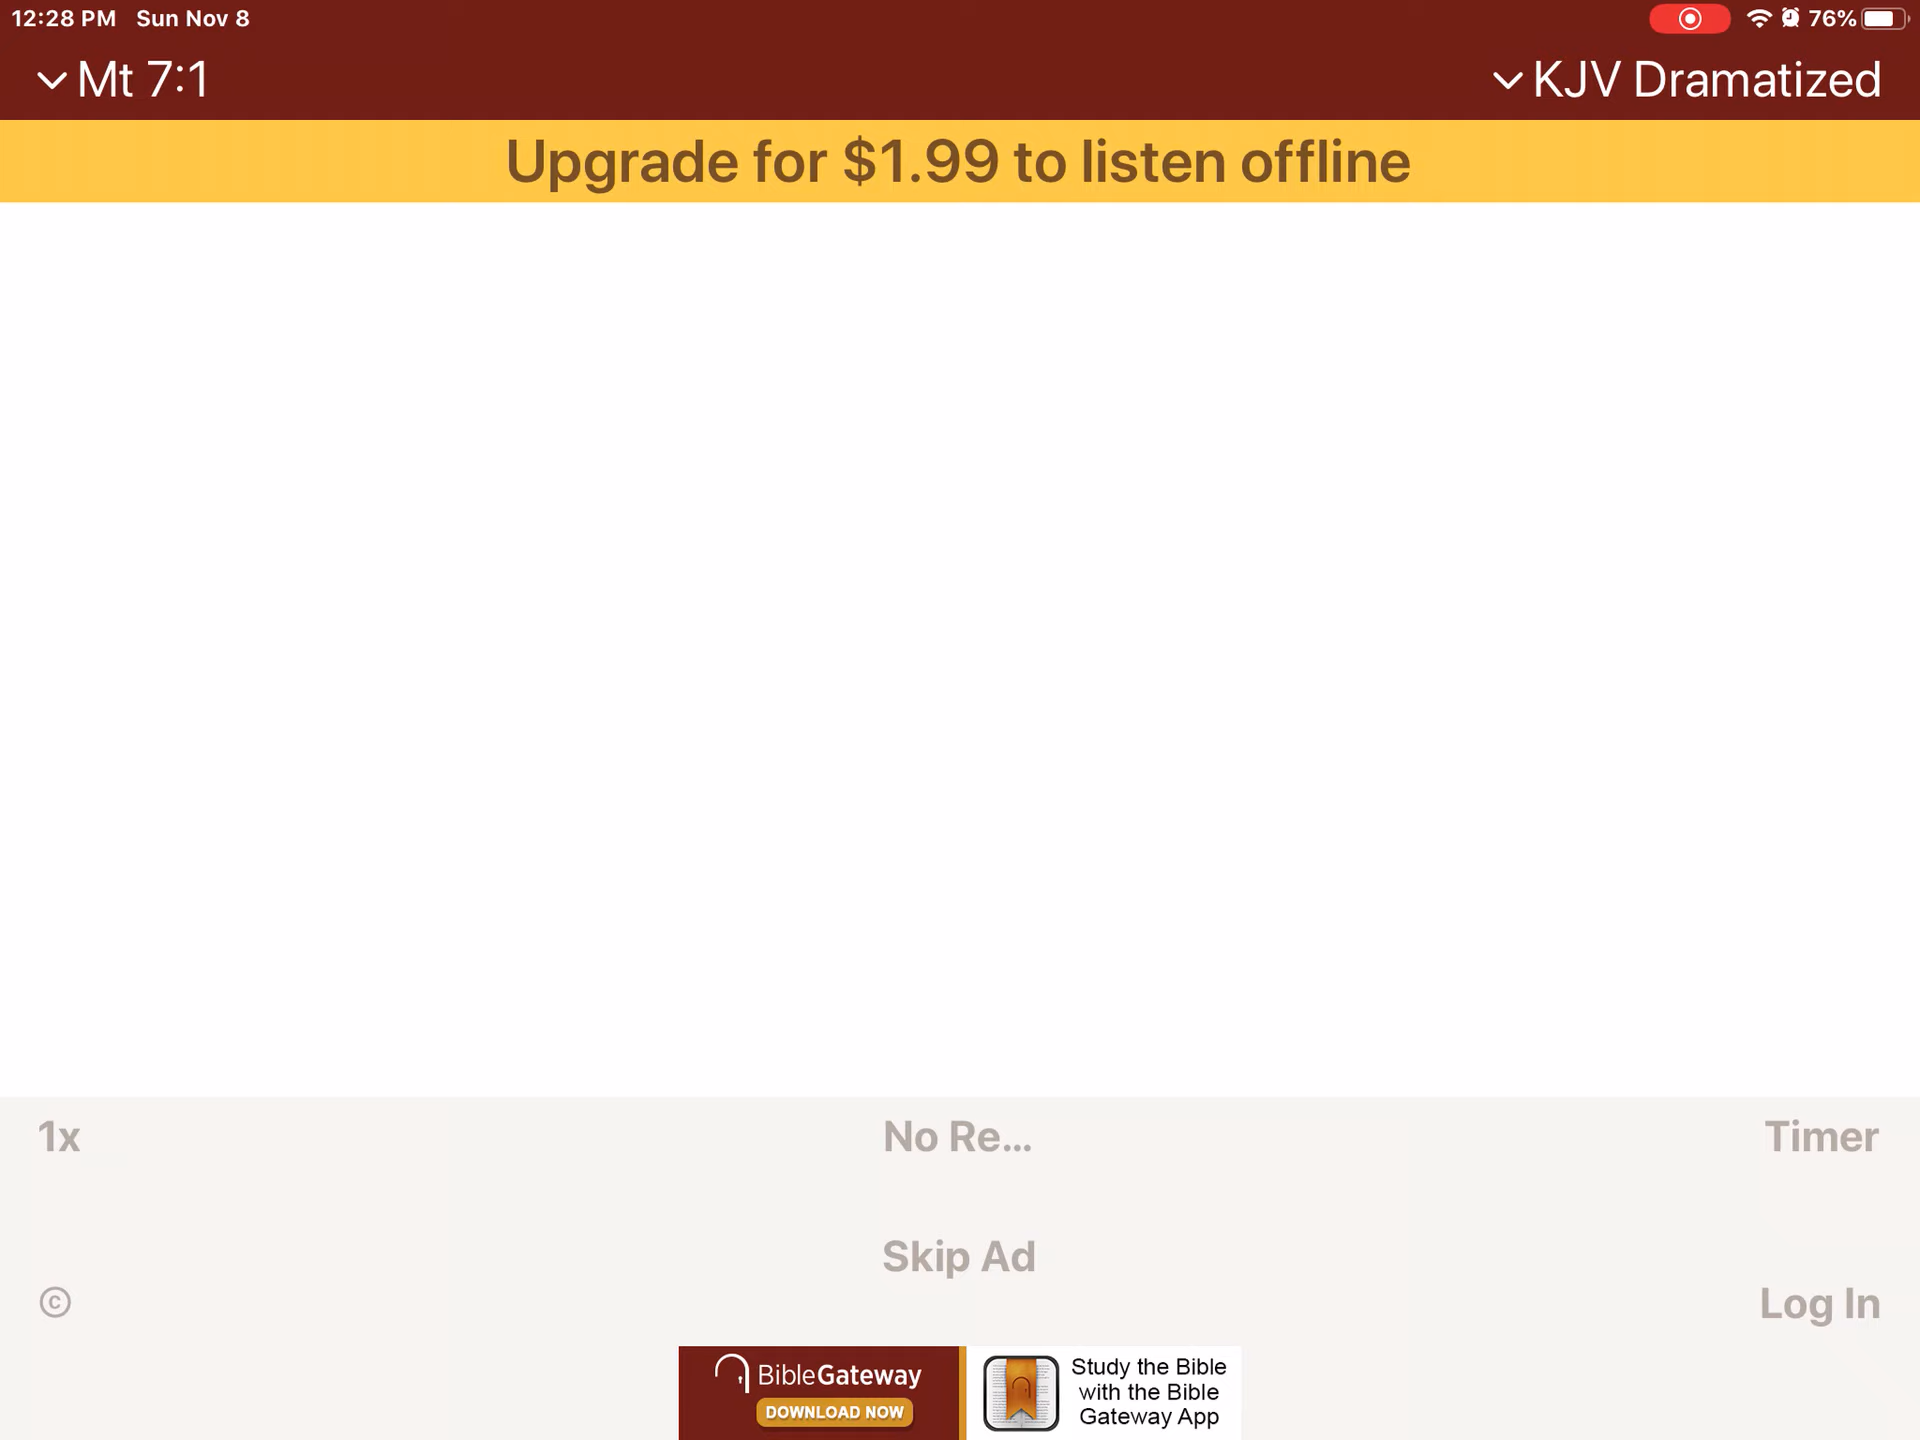 12:28 PM Sun Nov 8
76%
Mt 7:1
KJV Dramatized
Upgrade for $1.99 to listen offline
1x
No Re...
Timer
Skip Ad
©
Log In
BibleGateway
DOWNLOAD NOW
Study the Bible
with the Bible
Gateway App